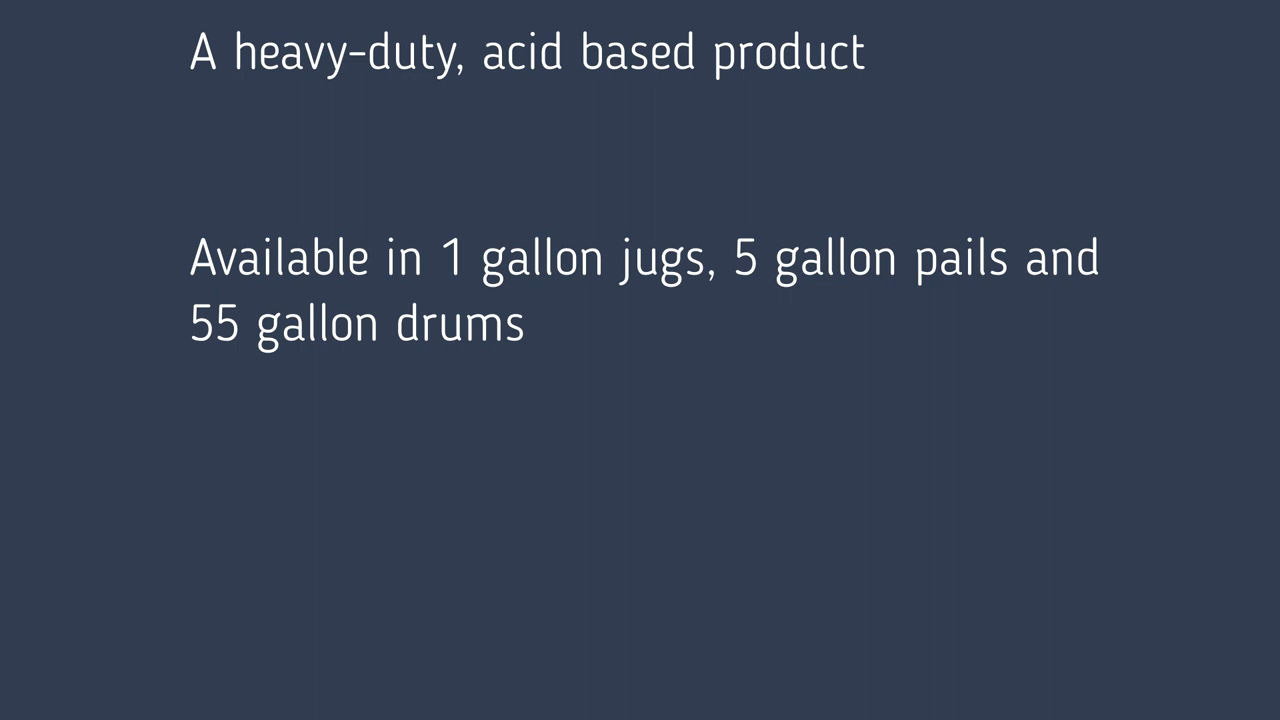 A heavy-duty, acid based product
Available in 1 gallon jugs, 5 gallon pails and
55 gallon drums